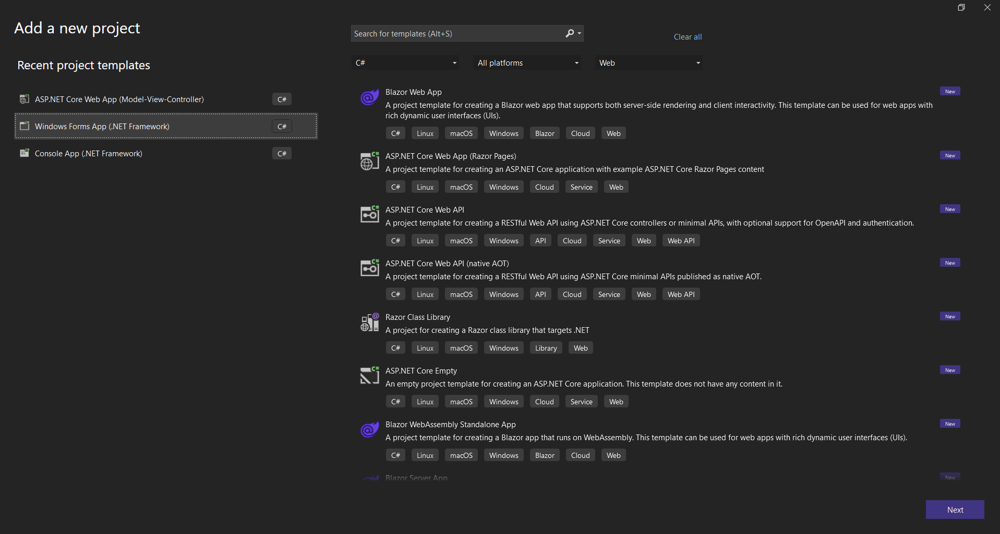 Add a new project
Search for templates (Alt+S)
Clear all
Recent project templates
C#
All platforms
Web
ASP.NET Core Web App (Model-View-Controller)
C#
Windows Forms App (.NET Framework)
C#
Console App (.NET Framework)
C#
Blazor Web App
New
A project template for creating a Blazor web app that supports both server-side rendering and client interactivity. This template can be used for web apps with
rich dynamic user interfaces (UIs).
C# Linux macOS Windows Blazor Cloud Web
ASP.NET Core Web App (Razor Pages)
New
A project template for creating an ASP.NET Core application with example ASP.NET Core Razor Pages content
C# Linux macOS Windows Cloud Service Web
ASP.NET Core Web API
New
A project template for creating a RESTful Web API using ASP.NET Core controllers or minimal APIs, with optional support for OpenAPI and authentication.
C# Linux macOS Windows API Cloud Service Web Web API
ASP.NET Core Web API (native AOT)
New
A project template for creating a RESTful Web API using ASP.NET Core minimal APIs published as native AOT.
C# Linux macOS Windows API Cloud Service Web Web API
Razor Class Library
New
A project for creating a Razor class library that targets .NET
C# Linux macOS Windows Library Web
ASP.NET Core Empty
New
An empty project template for creating an ASP.NET Core application. This template does not have any content in it.
C# Linux macOS Windows Cloud Service Web
Blazor WebAssembly Standalone App
New
A project template for creating a Blazor app that runs on WebAssembly. This template can be used for web apps with rich dynamic user interfaces (UIs).
C# Linux macOS Windows Blazor Cloud Web
Blazor Server App
New
Next